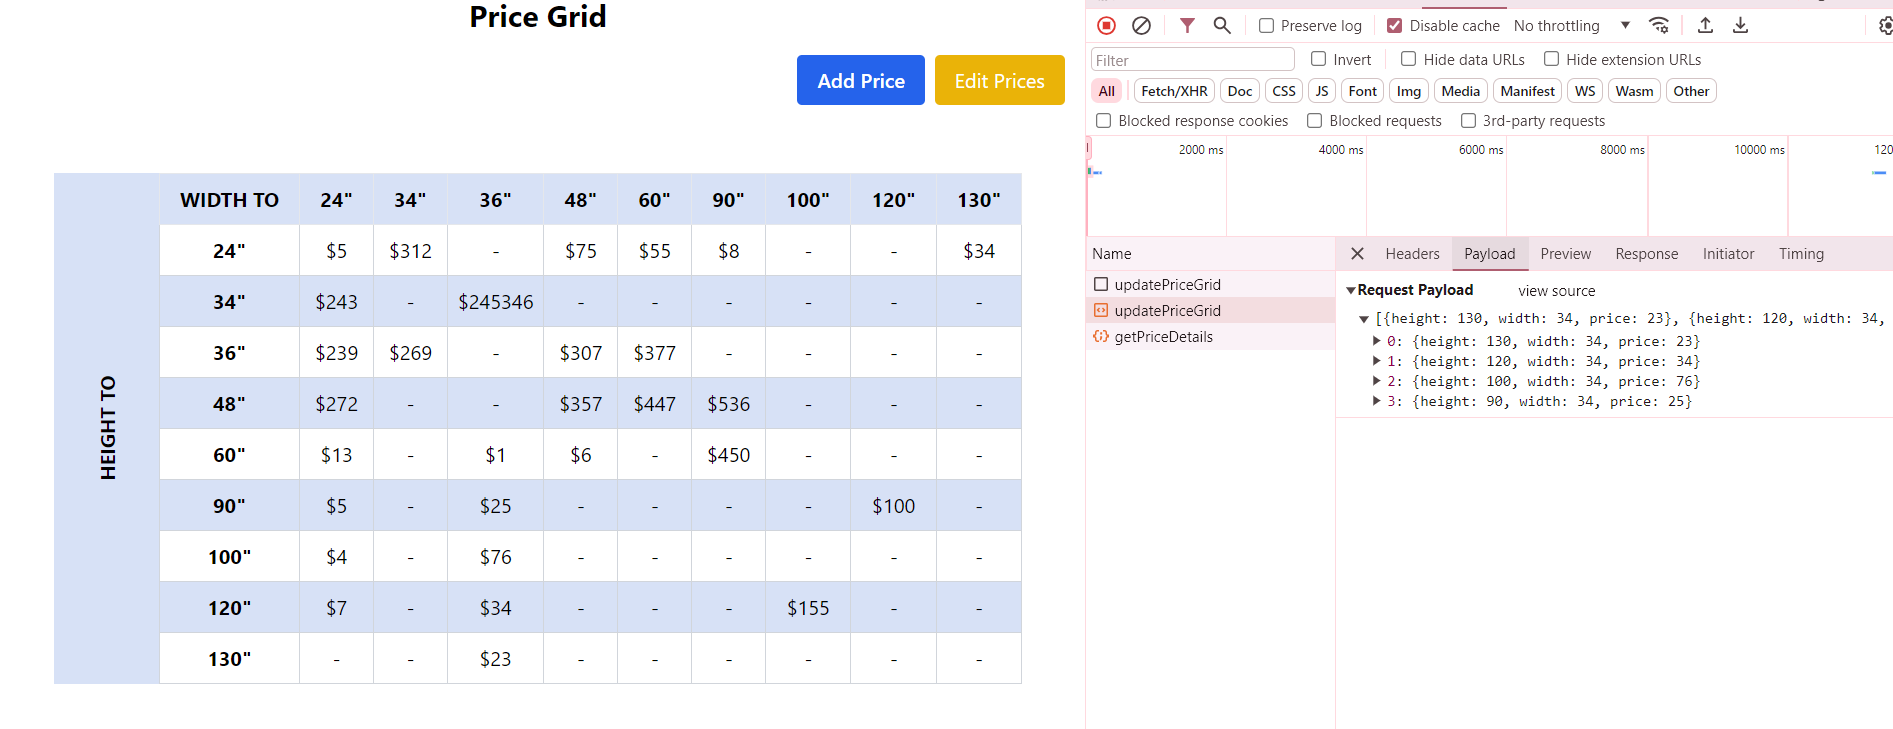 Price Grid
Add Price Edit Prices
WIDTH TO 24" 34" 36" 48" 60" 90" 100" 120" 130"
HEIGHT TO
24" $5 $312 - $75 $55 $8 - - $34
34" $243 - $245346 - - - - - -
36" $239 $269 - $307 $377 - - - -
48" $272 - - $357 $447 $536 - - -
60" $13 - $1 $6 - $450 - - -
90" $5 - $25 - - - - $100 -
100" $4 - $76 - - - - - -
120" $7 - $34 - - - $155 - -
130" - - $23 - - - - - -
Preserve log Disable cache No throttling
Filter Invert Hide data URLs Hide extension URLs
All Fetch/XHR Doc CSS JS Font Img Media Manifest WS Wasm Other
Blocked response cookies Blocked requests 3rd-party requests
2000 ms 4000 ms 6000 ms 8000 ms 10000 ms 120
Name
updatePriceGrid
updatePriceGrid
getPriceDetails
Headers Payload Preview Response Initiator Timing
Request Payload view source
[{height: 130, width: 34, price: 23}, {height: 120, width: 34,
0: {height: 130, width: 34, price: 23}
1: {height: 120, width: 34, price: 34}
2: {height: 100, width: 34, price: 76}
3: {height: 90, width: 34, price: 25}